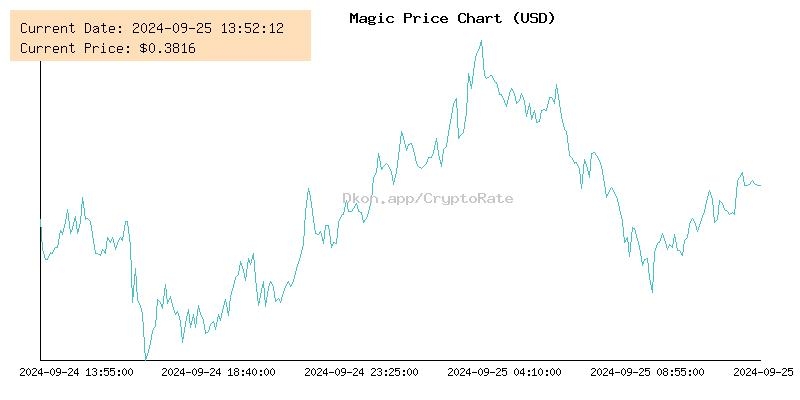 Magic Price Chart (USD)
Current Date: 2024-09-25 13:52:12
Current Price: $0.3816
Dkon.app/CryptoRate
2024-09-24 13:55:00 2024-09-24 18:40:00 2024-09-24 23:25:00 2024-09-25 04:10:00 2024-09-25 08:55:00 2024-09-25